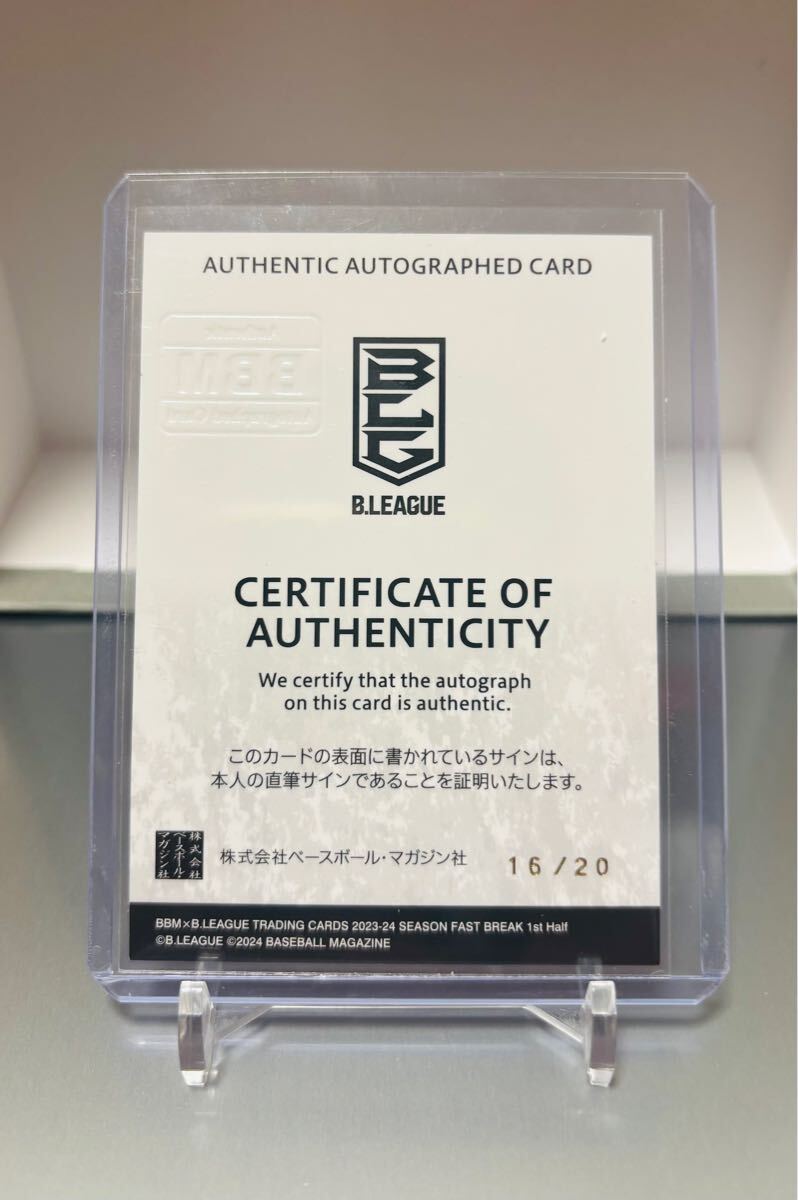 AUTHENTIC AUTOGRAPHED CARD
Authentic
BBM
Autographed Card
BLG
B.LEAGUE
CERTIFICATE OF
AUTHENTICITY
We certify that the autograph
on this card is authentic.
このカードの表面に書かれているサインは、
本人の直筆サインであることを証明いたします。
株式会社
ベースボール・
マガジン社
株式会社ベースボール・マガジン社
16/20
BBM×B.LEAGUE TRADING CARDS 2023-24 SEASON FAST BREAK 1st Half
©B.LEAGUE ©2024 BASEBALL MAGAZINE